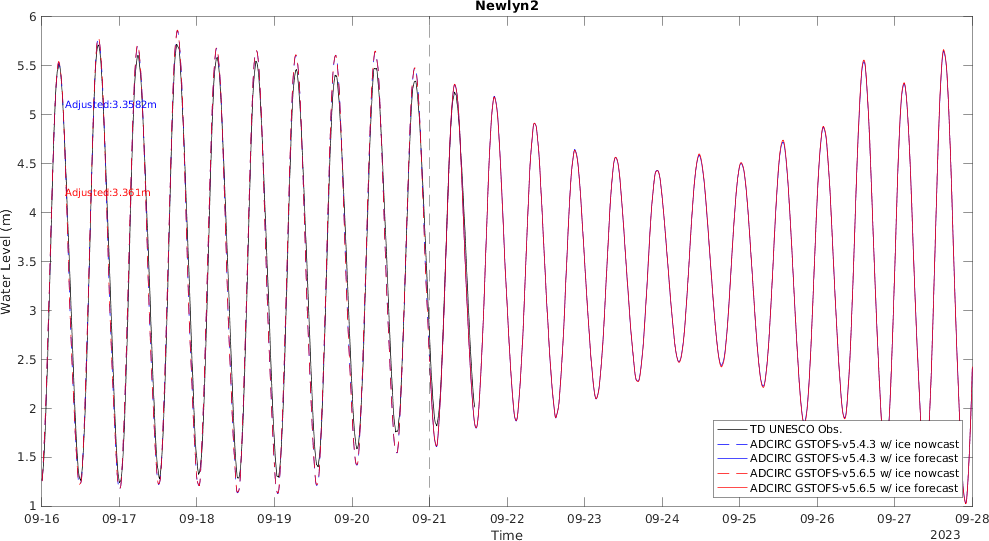 Newlyn2
6
5.5
5
4.5
4
3.5
3
2.5
2
1.5
1
Water Level (m)
Adjusted:3.3582m
Adjusted:3.361m
TD UNESCO Obs.
ADCIRC GSTOFS-v5.4.3 w/ ice nowcast
ADCIRC GSTOFS-v5.4.3 w/ ice forecast
ADCIRC GSTOFS-v5.6.5 w/ ice nowcast
ADCIRC GSTOFS-v5.6.5 w/ ice forecast
09-16 09-17 09-18 09-19 09-20 09-21 09-22 09-23 09-24 09-25 09-26 09-27 09-28
Time
2023